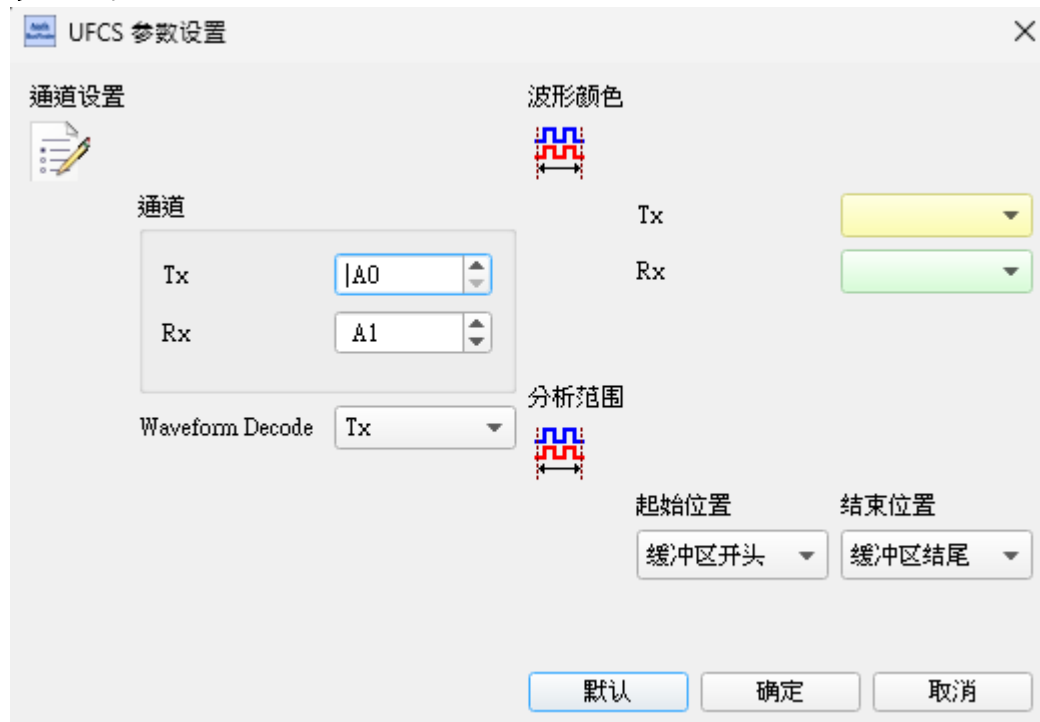 UFCS 参数设置
通道设置
通道
Tx
A0
Rx
A1
Waveform Decode
Tx
波形颜色
Tx
Rx
分析范围
起始位置
结束位置
缓冲区开头
缓冲区结尾
默认
确定
取消